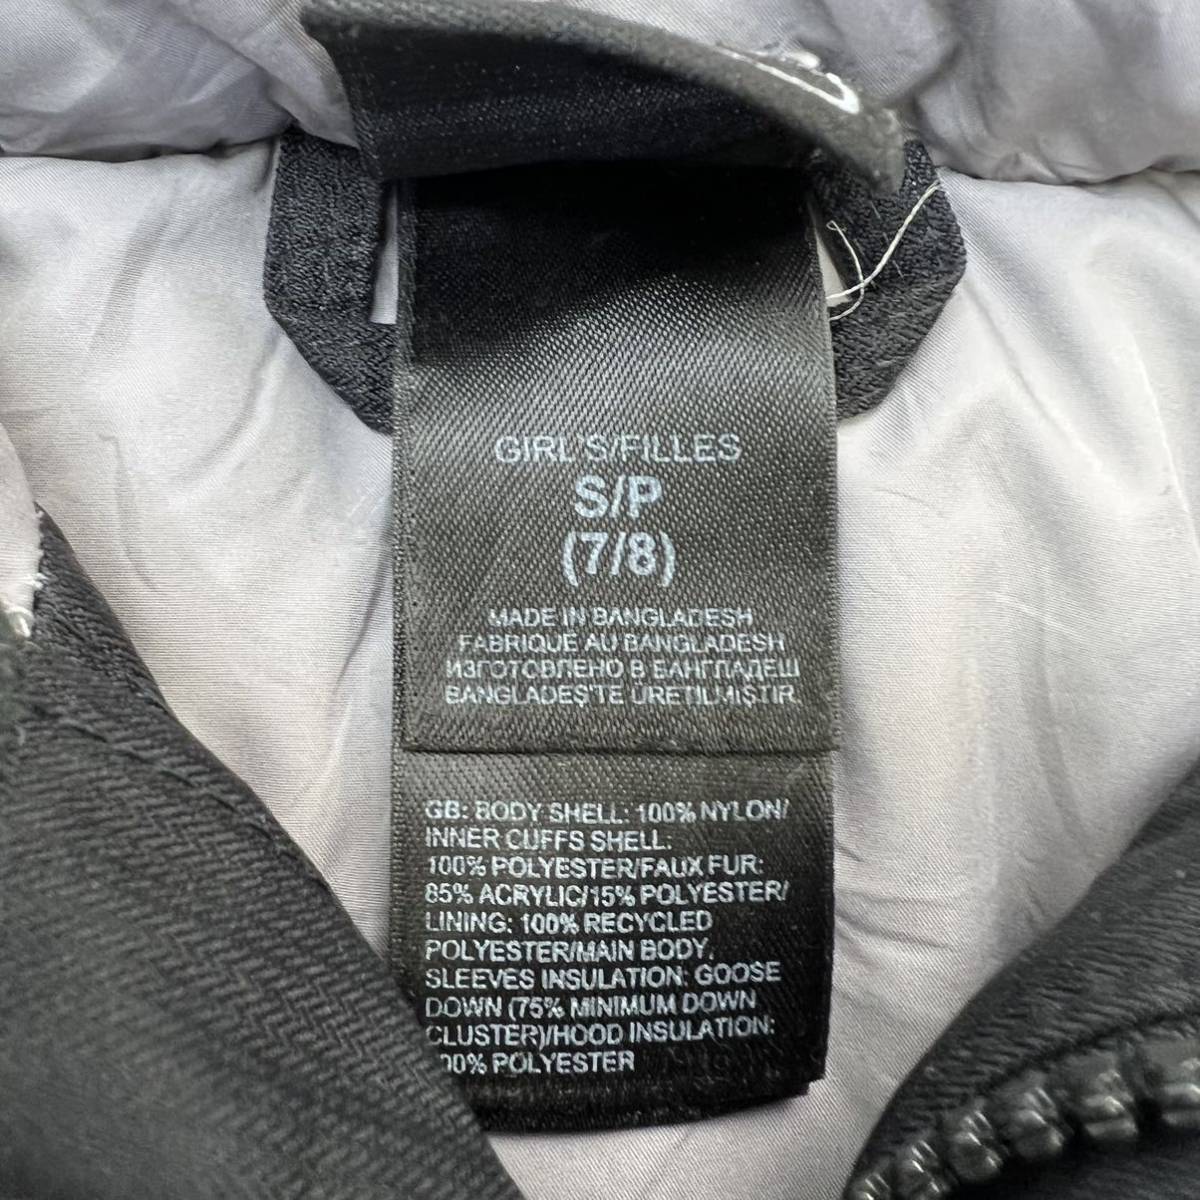 GIRL'S/FILLES
S/P
(7/8)
MADE IN BANGLADESH
FABRIQUE AU BANGLADESH
ИЗГОТОВЛЕНО В БАНГЛАДЕШ
BANGLADEŞ'TE ÜRETILMIŞTIR.
GB: BODY SHELL: 100% NYLON/
INNER CUFFS SHELL:
100% POLYESTER/FAUX FUR:
85% ACRYLIC/15% POLYESTER/
LINING: 100% RECYCLED
POLYESTER/MAIN BODY,
SLEEVES INSULATION: GOOSE
DOWN (75% MINIMUM DOWN
CLUSTER)/HOOD INSULATION:
100% POLYESTER